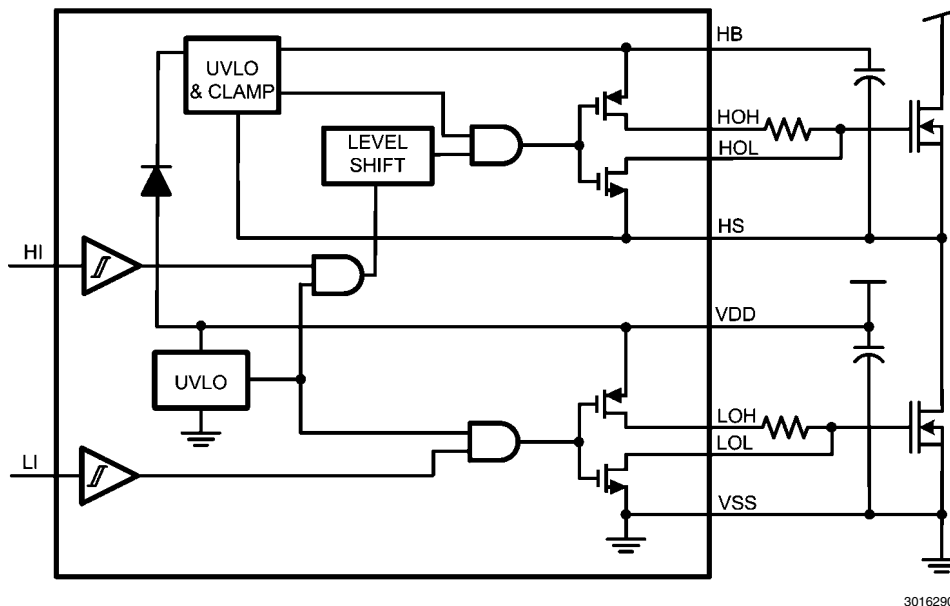 HB
UVLO
& CLAMP
HOH
LEVEL
SHIFT
HOL
HI
HS
VDD
UVLO
LOH
LOL
LI
VSS